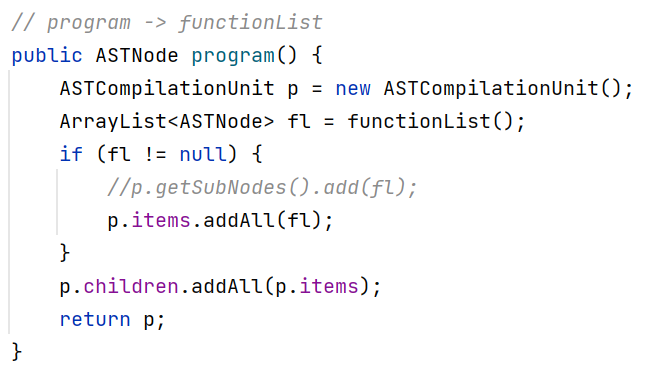 // program -> functionList
public ASTNode program() {
    ASTCompilationUnit p = new ASTCompilationUnit();
    ArrayList<ASTNode> fl = functionList();
    if (fl != null) {
        //p.getSubNodes().add(fl);
        p.items.addAll(fl);
    }
    p.children.addAll(p.items);
    return p;
}